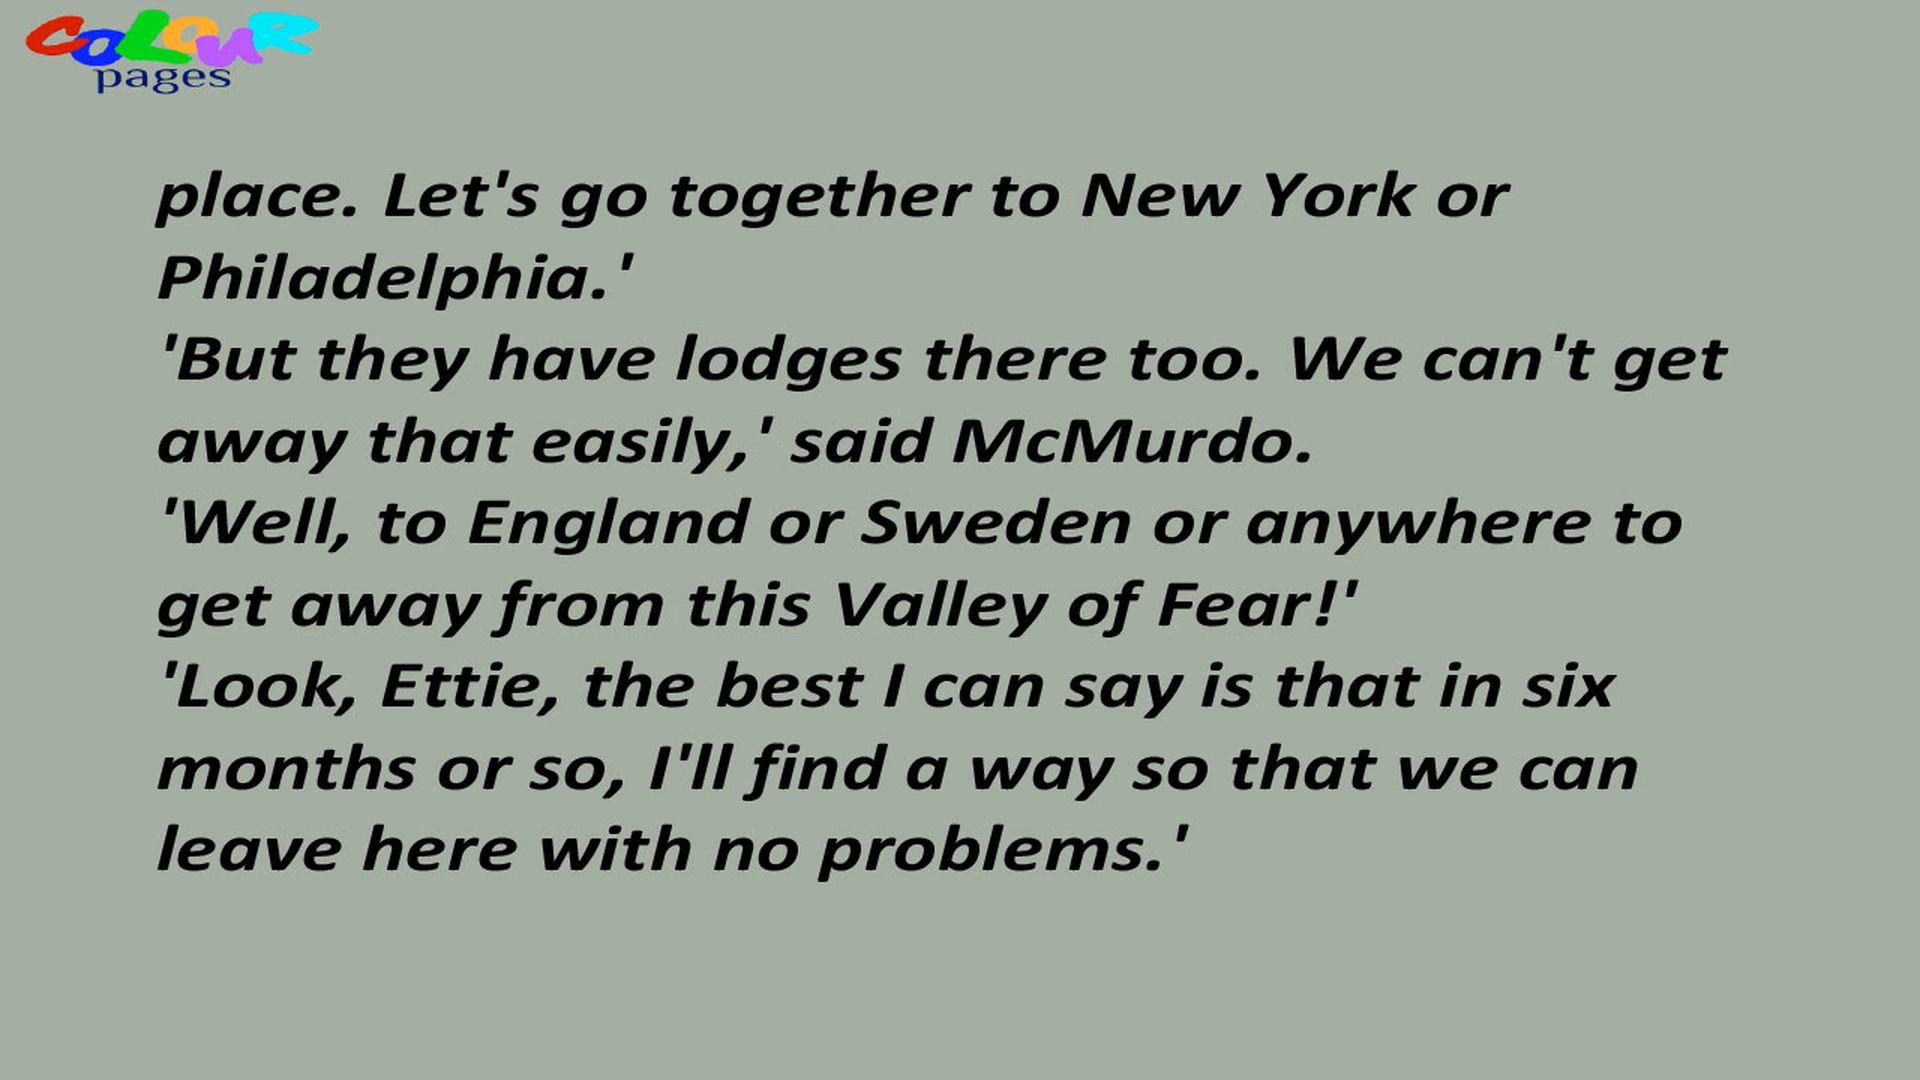 CoLouR
pages
place. Let's go together to New York or
Philadelphia.'
'But they have lodges there too. We can't get
away that easily,' said McMurdo.
'Well, to England or Sweden or anywhere to
get away from this Valley of Fear!'
'Look, Ettie, the best I can say is that in six
months or so, I'll find a way so that we can
leave here with no problems.'